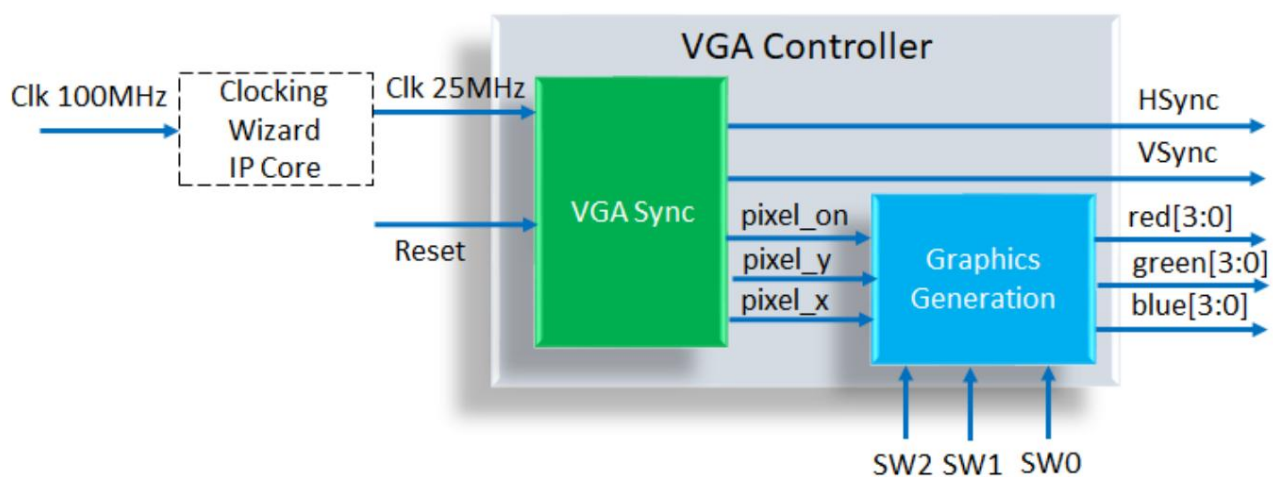 VGA Controller
Clk 100MHz
Clocking
Wizard
IP Core
Clk 25MHz
Reset
VGA Sync
HSync
VSync
pixel_on
pixel_y
pixel_x
Graphics
Generation
red[3:0]
green[3:0]
blue[3:0]
SW2 SW1 SW0